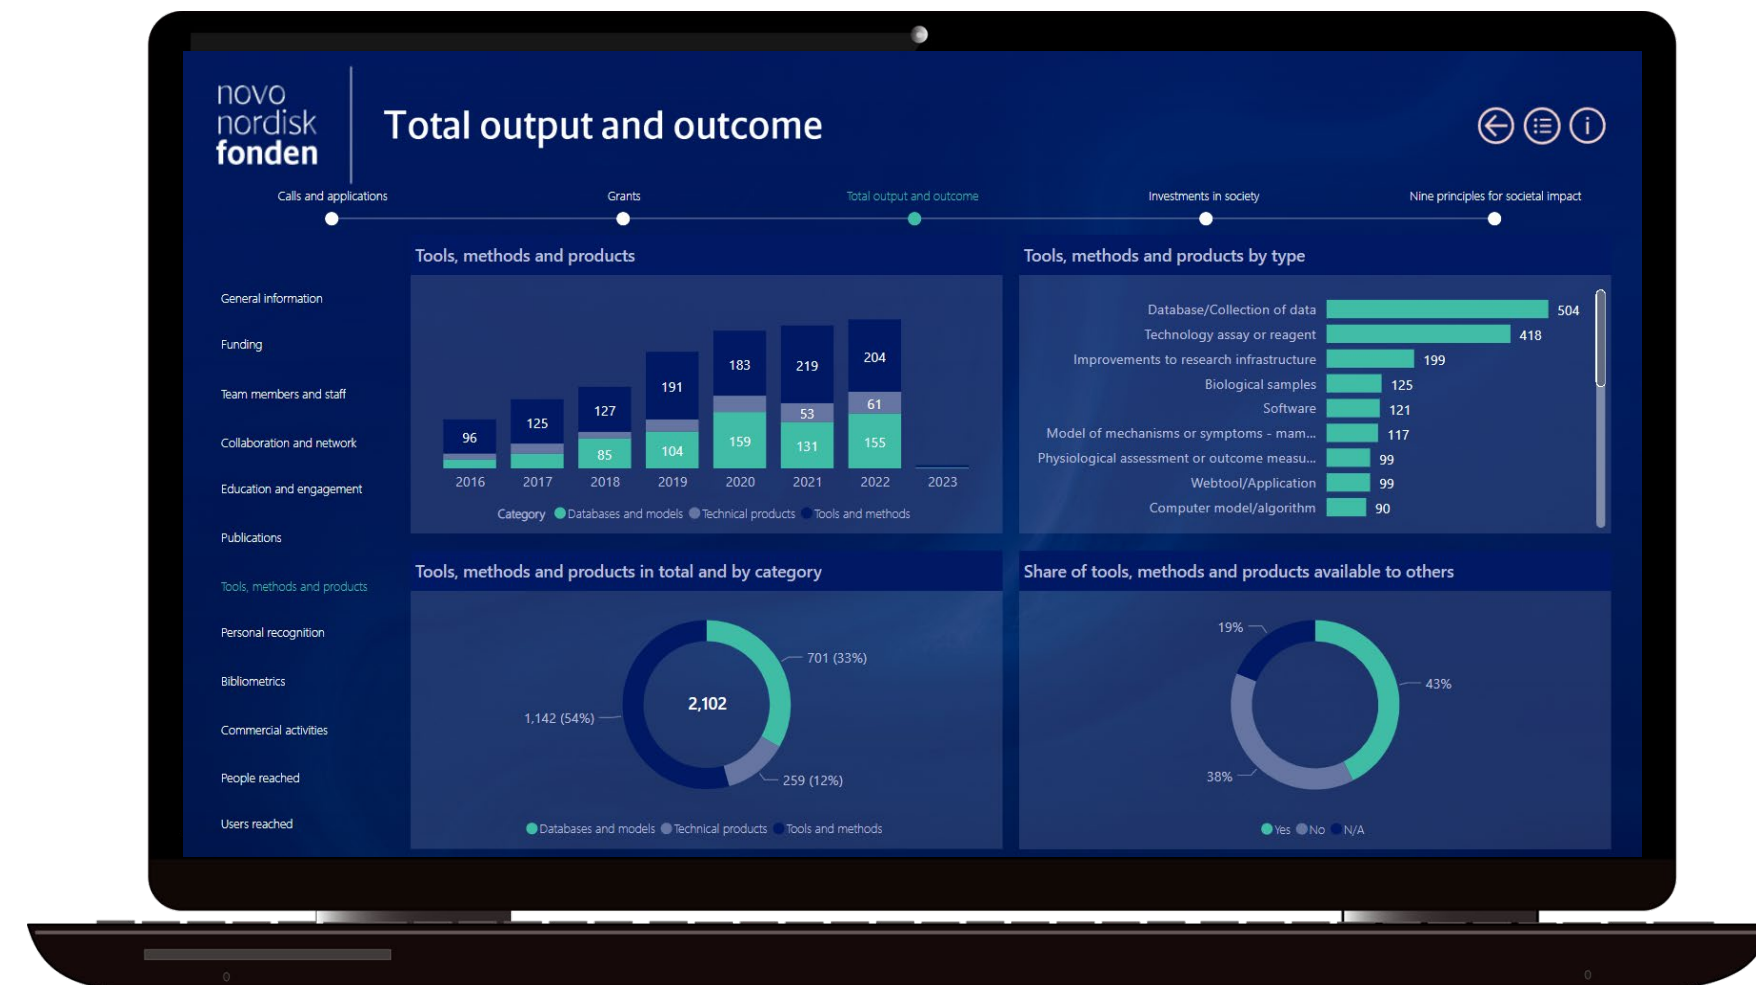 novo
nordisk
fonden
Total output and outcome
Calls and applications
Grants
Total output and outcome
Investments in society
Nine principles for societal impact
General information
Funding
Team members and staff
Collaboration and network
Education and engagement
Publications
Tools, methods and products
Personal recognition
Bibliometrics
Commercial activities
People reached
Users reached
Tools, methods and products
96
125
127
85
191
104
183
159
219
53
131
204
61
155
2016 2017 2018 2019 2020 2021 2022 2023
Category Databases and models Technical products Tools and methods
Tools, methods and products by type
Database/Collection of data 504
Technology assay or reagent 418
Improvements to research infrastructure 199
Biological samples 125
Software 121
Model of mechanisms or symptoms - mam... 117
Physiological assessment or outcome measu... 99
Webtool/Application 99
Computer model/algorithm 90
Tools, methods and products in total and by category
701 (33%)
2,102
1,142 (54%)
259 (12%)
Databases and models Technical products Tools and methods
Share of tools, methods and products available to others
19%
43%
38%
Yes No N/A